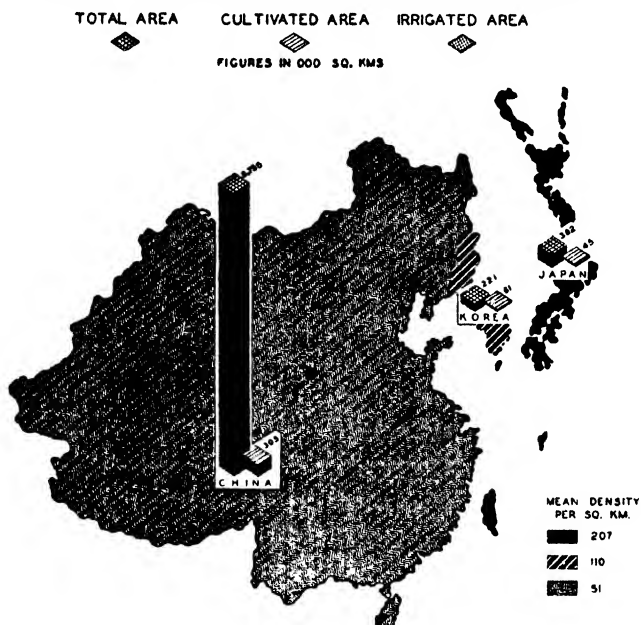 TOTAL AREA CULTIVATED AREA IRRIGATED AREA
FIGURES IN 000 SQ. KMS
382
45
JAPAN
221
KOREA
CHINA
MEAN DENSITY
PER SQ. KM.
207
110
51